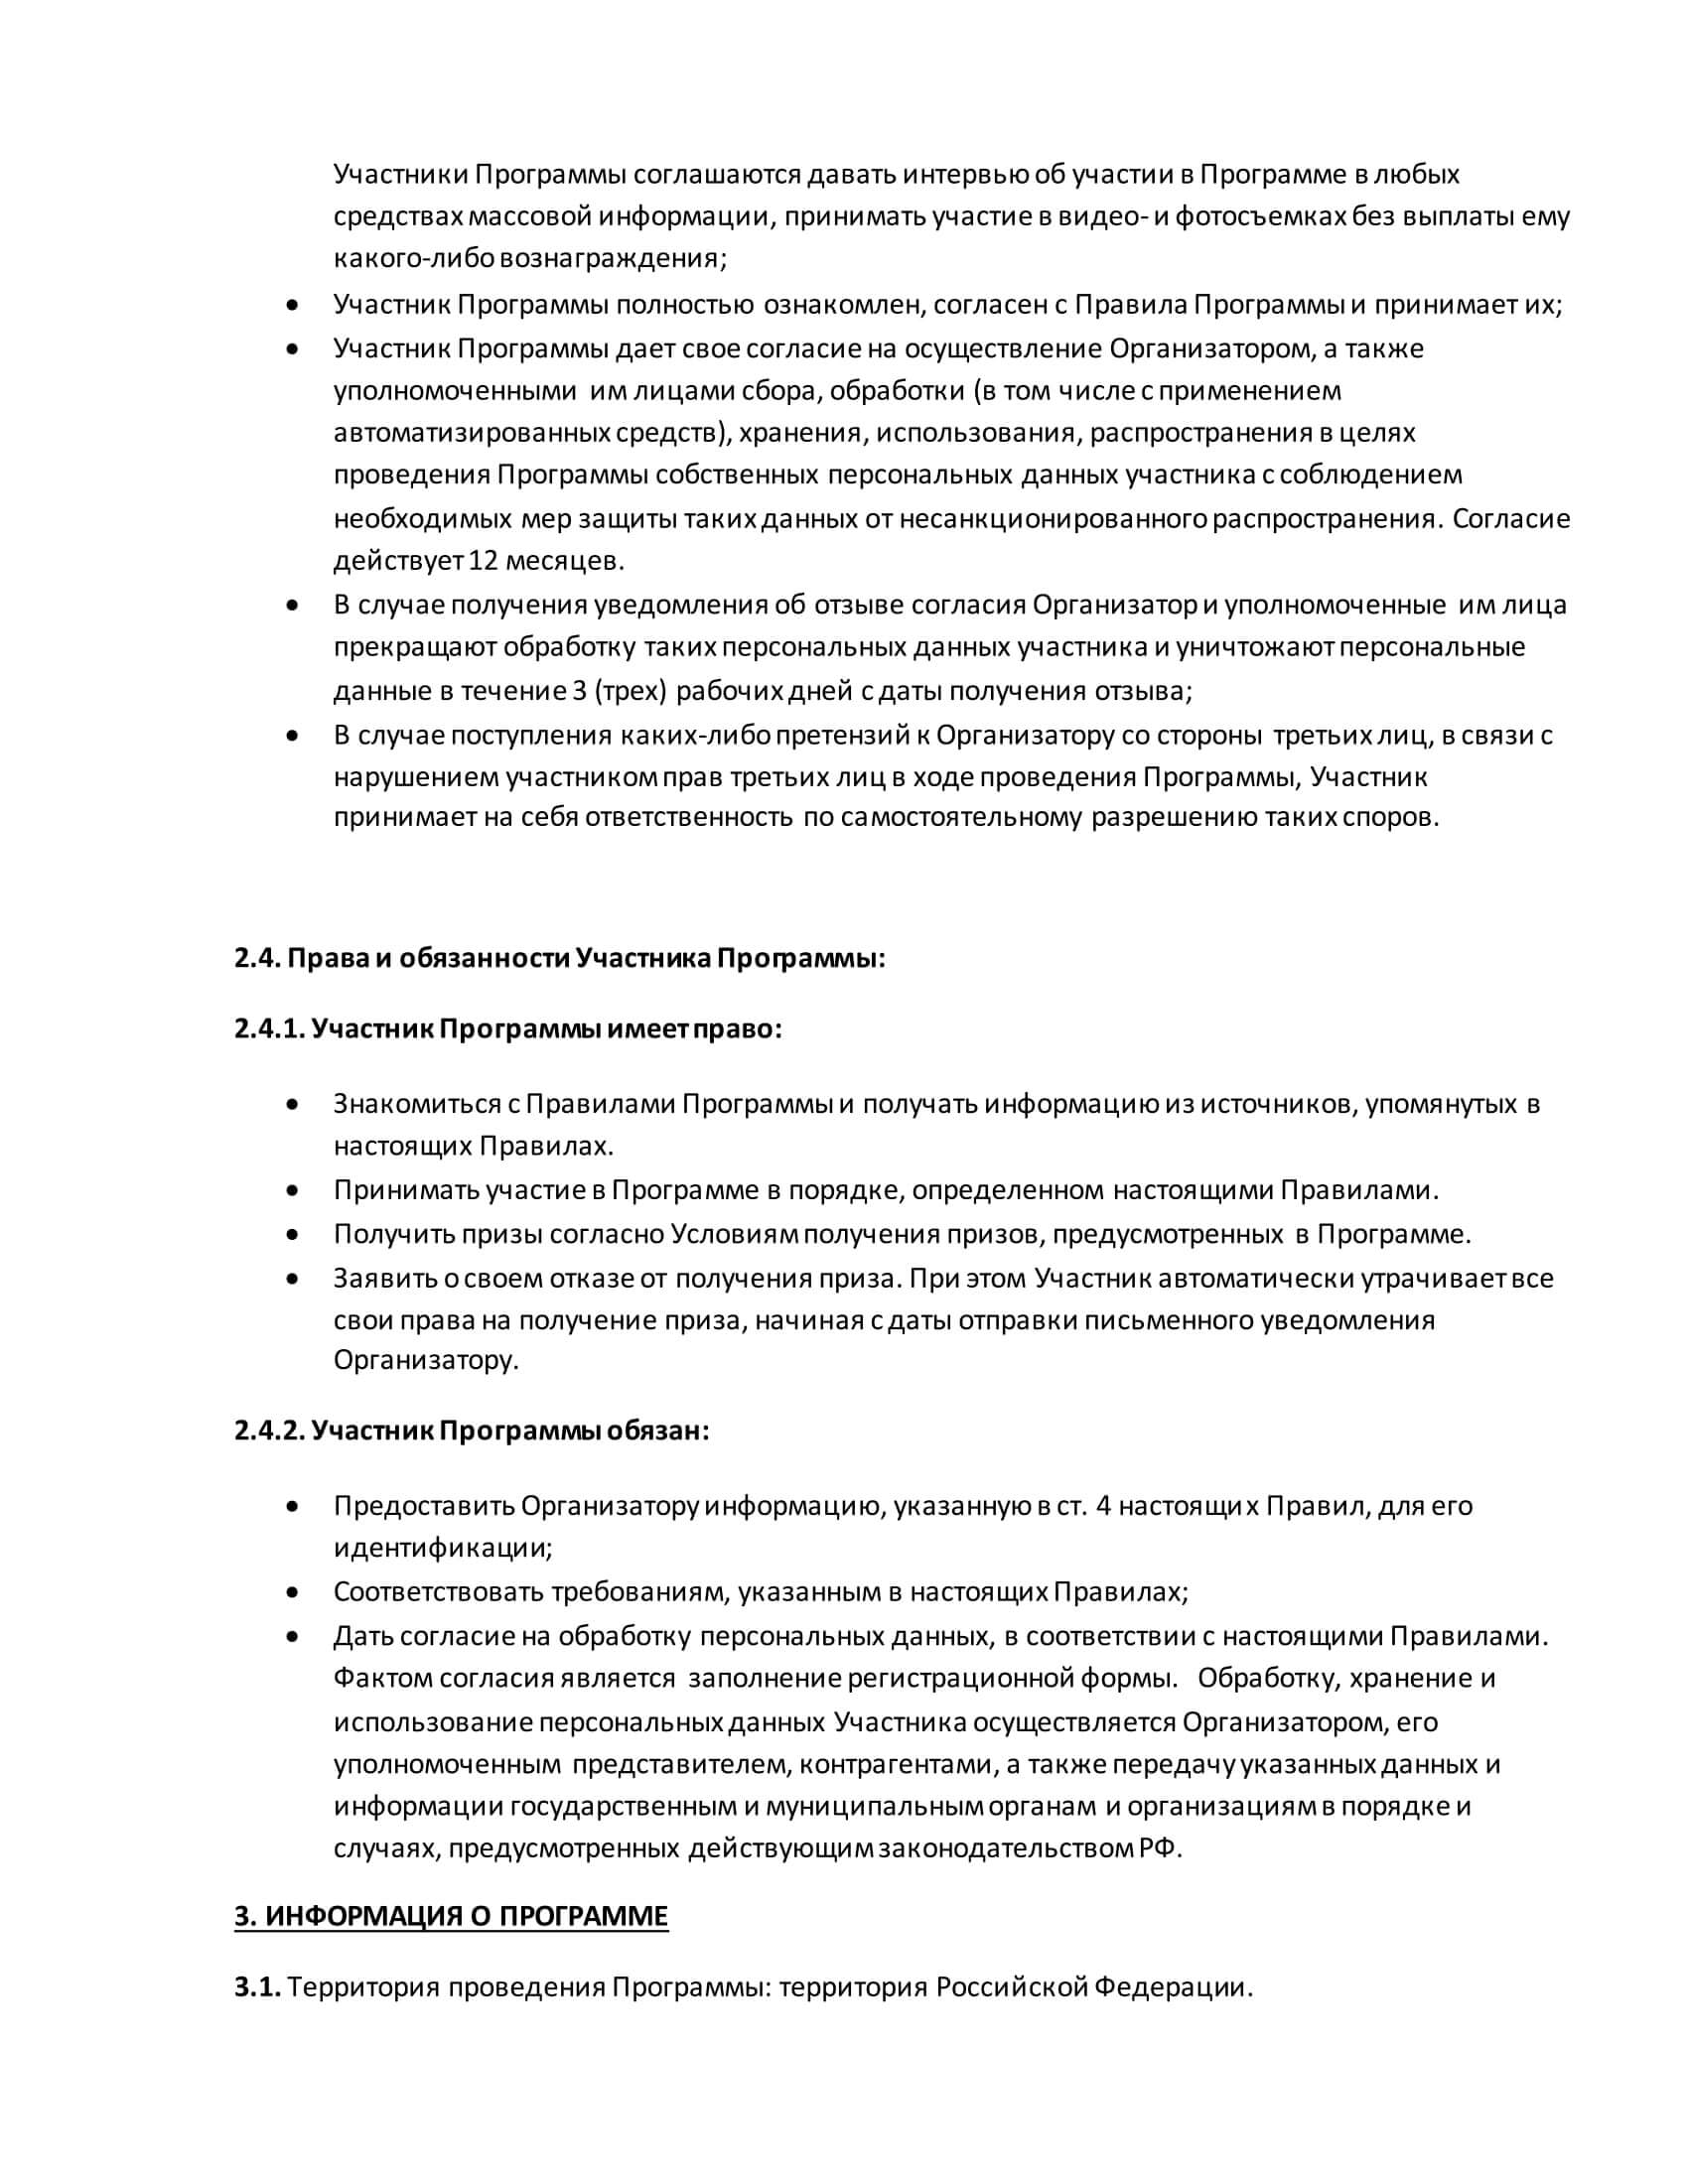 Участники Программы соглашаются давать интервью об участии в Программе в любых
средствах массовой информации, принимать участие в видео- и фотосъемках без выплаты ему
какого-либо вознаграждения;
• Участник Программы полностью ознакомлен, согласен с Правила Программы и принимает их;
• Участник Программы дает свое согласие на осуществление Организатором, а также
уполномоченными им лицами сбора, обработки (в том числе с применением
автоматизированных средств), хранения, использования, распространения в целях
проведения Программы собственных персональных данных участника с соблюдением
необходимых мер защиты таких данных от несанкционированного распространения. Согласие
действует 12 месяцев.
• В случае получения уведомления об отзыве согласия Организатор и уполномоченные им лица
прекращают обработку таких персональных данных участника и уничтожают персональные
данные в течение 3 (трех) рабочих дней с даты получения отзыва;
• В случае поступления каких-либо претензий к Организатору со стороны третьих лиц, в связи с
нарушением участником прав третьих лиц в ходе проведения Программы, Участник
принимает на себя ответственность по самостоятельному разрешению таких споров.
2.4. Права и обязанности Участника Программы:
2.4.1. Участник Программы имеет право:
• Знакомиться с Правилами Программы и получать информацию из источников, упомянутых в
настоящих Правилах.
• Принимать участие в Программе в порядке, определенном настоящими Правилами.
• Получить призы согласно Условиям получения призов, предусмотренных в Программе.
• Заявить о своем отказе от получения приза. При этом Участник автоматически утрачивает все
свои права на получение приза, начиная с даты отправки письменного уведомления
Организатору.
2.4.2. Участник Программы обязан:
• Предоставить Организатору информацию, указанную в ст. 4 настоящих Правил, для его
идентификации;
• Соответствовать требованиям, указанным в настоящих Правилах;
• Дать согласие на обработку персональных данных, в соответствии с настоящими Правилами.
Фактом согласия является заполнение регистрационной формы. Обработку, хранение и
использование персональных данных Участника осуществляется Организатором, его
уполномоченным представителем, контрагентами, а также передачу указанных данных и
информации государственным и муниципальным органам и организациям в порядке и
случаях, предусмотренных действующим законодательством РФ.
3. ИНФОРМАЦИЯ О ПРОГРАММЕ
3.1. Территория проведения Программы: территория Российской Федерации.